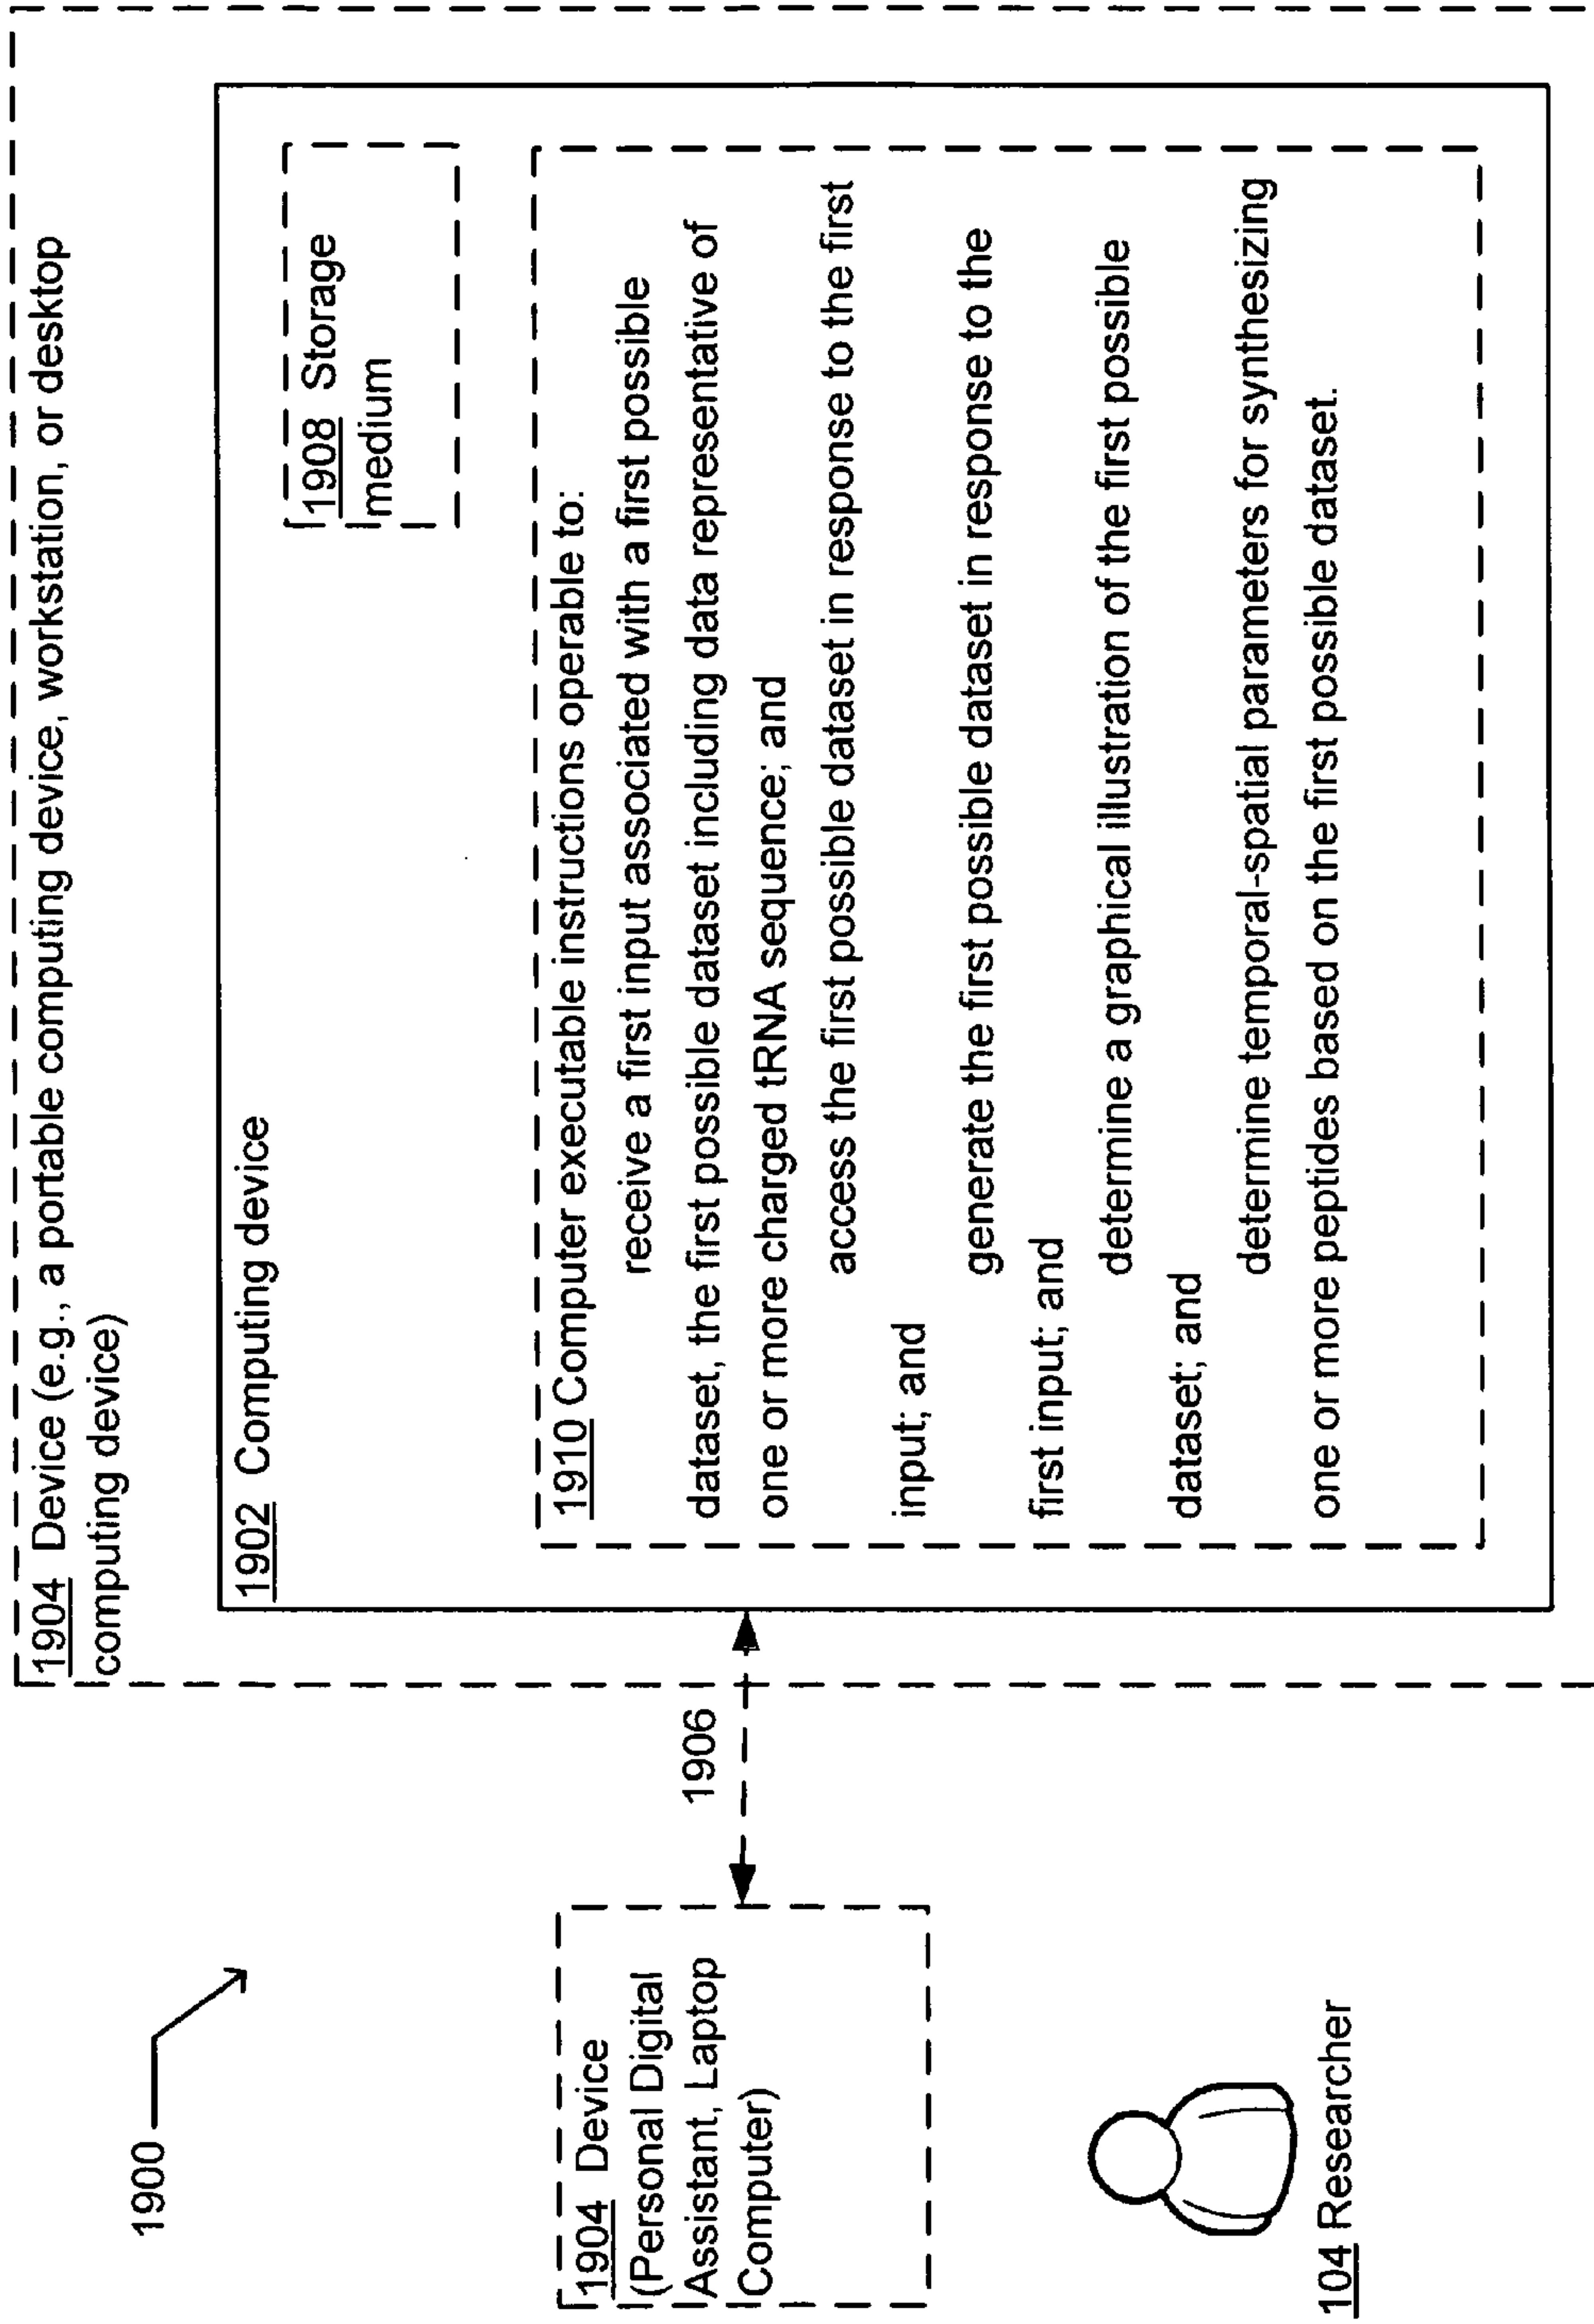 1900
1904 Device (e.g., a portable computing device, workstation, or desktop
computing device)
1902 Computing device
1908 Storage
medium
1910 Computer executable instructions operable to:
receive a first input associated with a first possible
dataset, the first possible dataset including data representative of
one or more charged tRNA sequence; and
access the first possible dataset in response to the first
input; and
generate the first possible dataset in response to the
first input; and
determine a graphical illustration of the first possible
dataset; and
determine temporal-spatial parameters for synthesizing
one or more peptides based on the first possible dataset.
1906
1904 Device
(Personal Digital
Assistant, Laptop
Computer)
104 Researcher